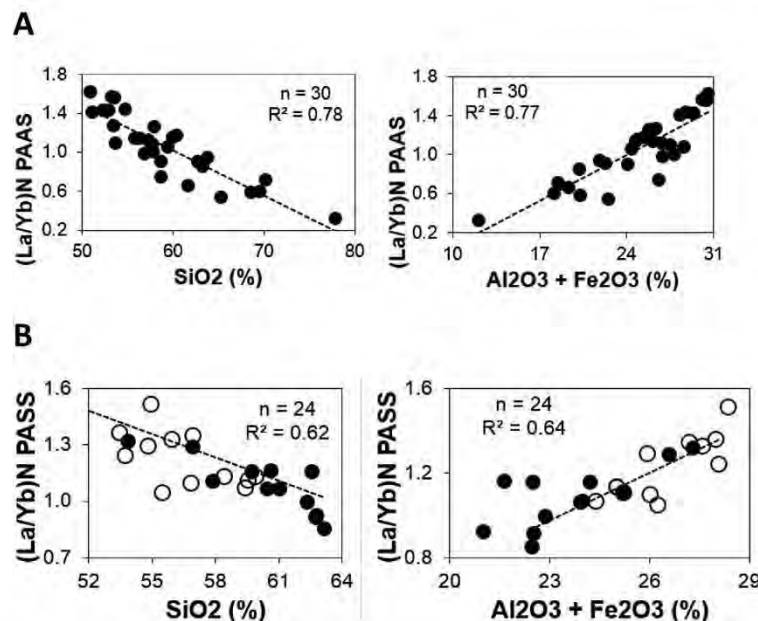 A
1.8
1.4
1.0
0.6
0.2
(La/Yb)N PAAS
n = 30
R² = 0.78
50 60 70 80
SiO2 (%)
1.8
1.4
1.0
0.6
0.2
(La/Yb)N PAAS
n = 30
R² = 0.77
10 17 24 31
Al2O3 + Fe2O3 (%)
B
1.6
1.3
1.0
0.7
(La/Yb)N PASS
n = 24
R² = 0.62
52 55 58 61 64
SiO2 (%)
1.6
1.2
0.8
(La/Yb)N PASS
n = 24
R² = 0.64
20 23 26 29
Al2O3 + Fe2O3 (%)